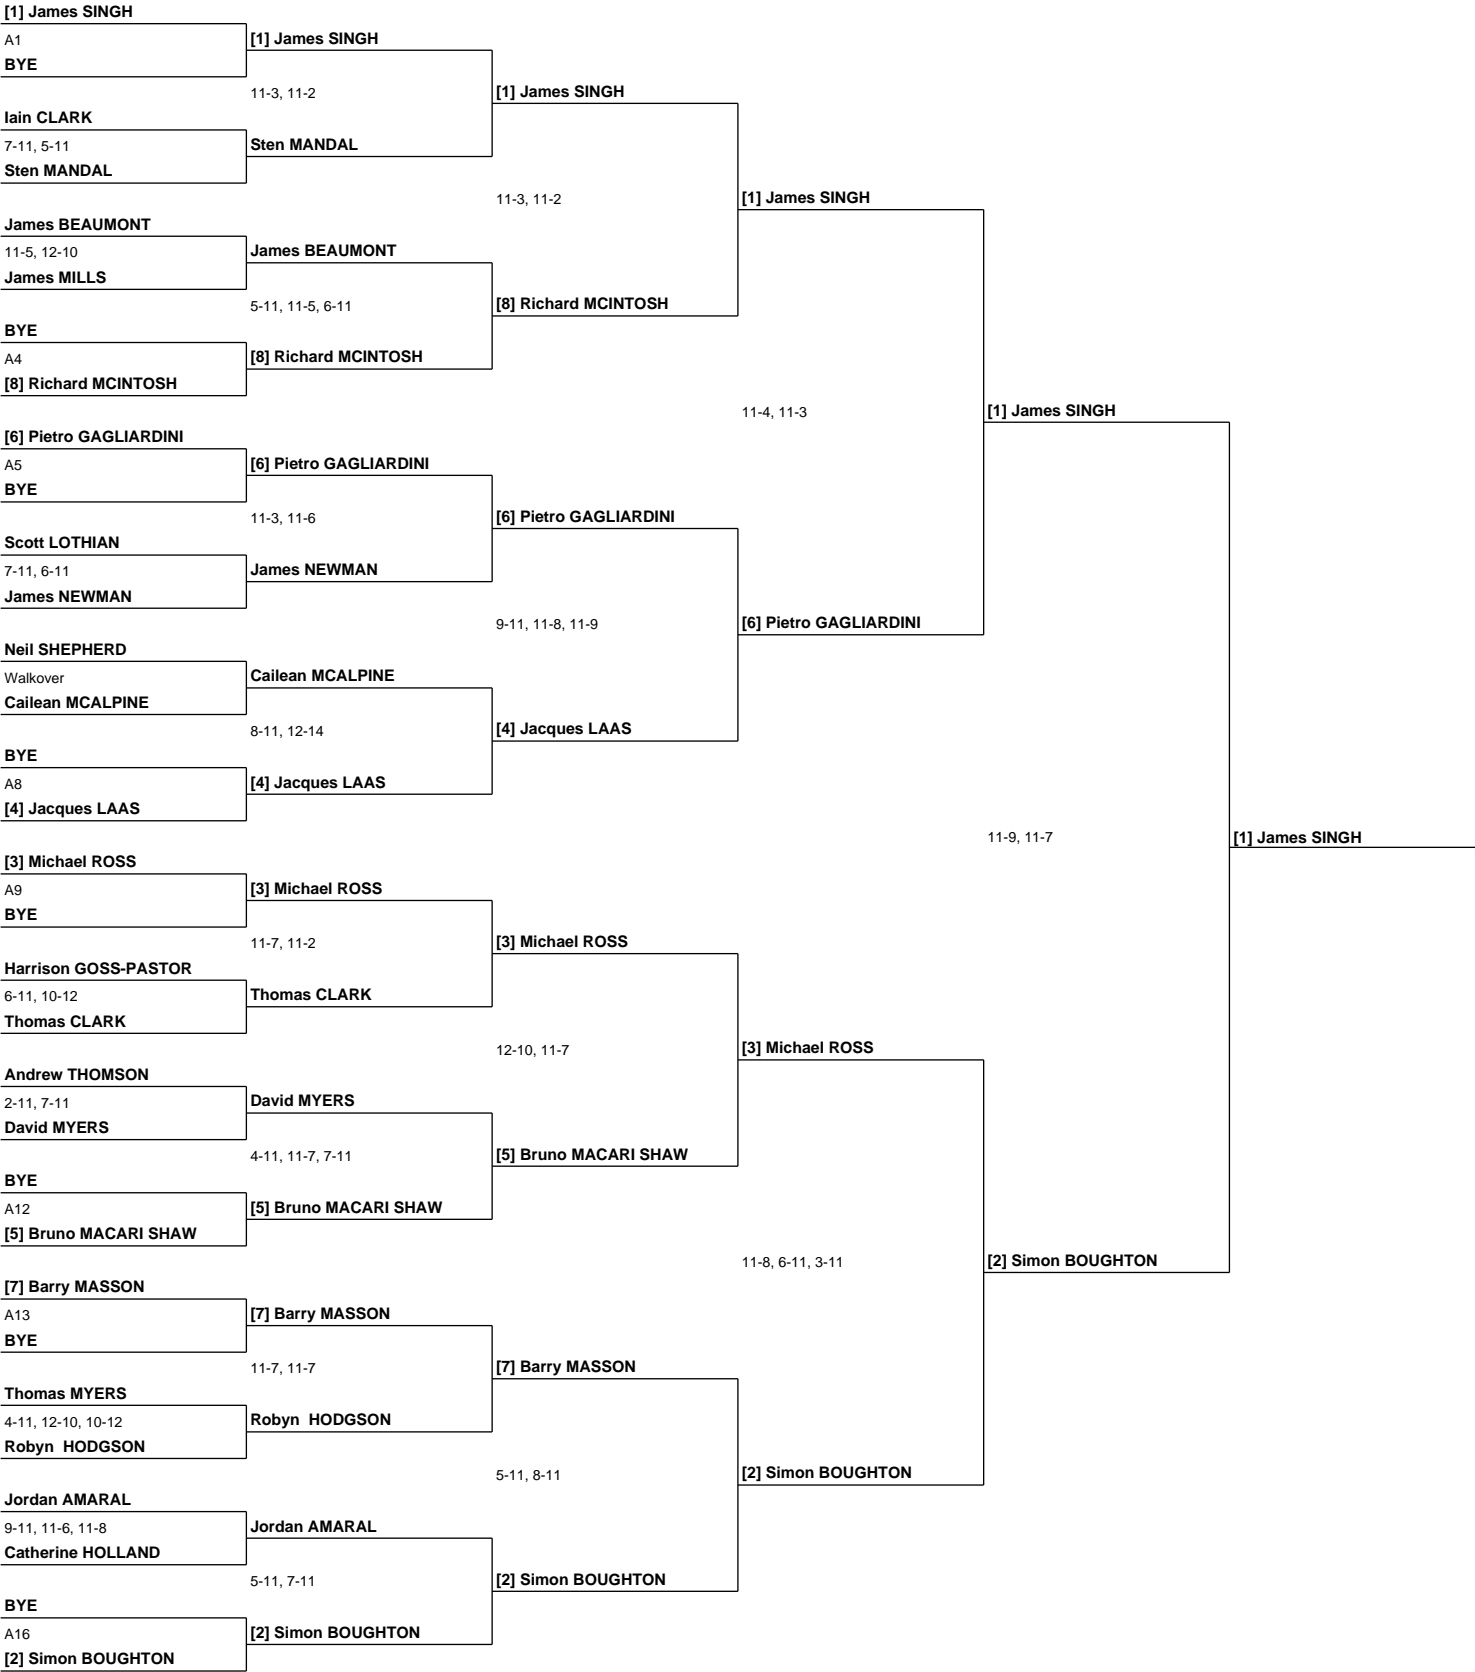 [1] James SINGH
A1
BYE
Iain CLARK
7-11, 5-11
Sten MANDAL
James BEAUMONT
11-5, 12-10
James MILLS
BYE
A4
[8] Richard MCINTOSH
[6] Pietro GAGLIARDINI
A5
BYE
Scott LOTHIAN
7-11, 6-11
James NEWMAN
Neil SHEPHERD
Walkover
Cailean MCALPINE
BYE
A8
[4] Jacques LAAS
[3] Michael ROSS
A9
BYE
Harrison GOSS-PASTOR
6-11, 10-12
Thomas CLARK
Andrew THOMSON
2-11, 7-11
David MYERS
BYE
A12
[5] Bruno MACARI SHAW
[7] Barry MASSON
A13
BYE
Thomas MYERS
4-11, 12-10, 10-12
Robyn  HODGSON
Jordan AMARAL
9-11, 11-6, 11-8
Catherine HOLLAND
BYE
A16
[2] Simon BOUGHTON
[1] James SINGH
11-3, 11-2
Sten MANDAL
James BEAUMONT
5-11, 11-5, 6-11
[8] Richard MCINTOSH
[6] Pietro GAGLIARDINI
11-3, 11-6
James NEWMAN
Cailean MCALPINE
8-11, 12-14
[4] Jacques LAAS
[3] Michael ROSS
11-7, 11-2
Thomas CLARK
David MYERS
4-11, 11-7, 7-11
[5] Bruno MACARI SHAW
[7] Barry MASSON
11-7, 11-7
Robyn  HODGSON
Jordan AMARAL
5-11, 7-11
[2] Simon BOUGHTON
[1] James SINGH
11-3, 11-2
[8] Richard MCINTOSH
[6] Pietro GAGLIARDINI
9-11, 11-8, 11-9
[4] Jacques LAAS
[3] Michael ROSS
12-10, 11-7
[5] Bruno MACARI SHAW
[7] Barry MASSON
5-11, 8-11
[2] Simon BOUGHTON
[1] James SINGH
11-4, 11-3
[6] Pietro GAGLIARDINI
[3] Michael ROSS
11-8, 6-11, 3-11
[2] Simon BOUGHTON
[1] James SINGH
11-9, 11-7
[2] Simon BOUGHTON
[1] James SINGH